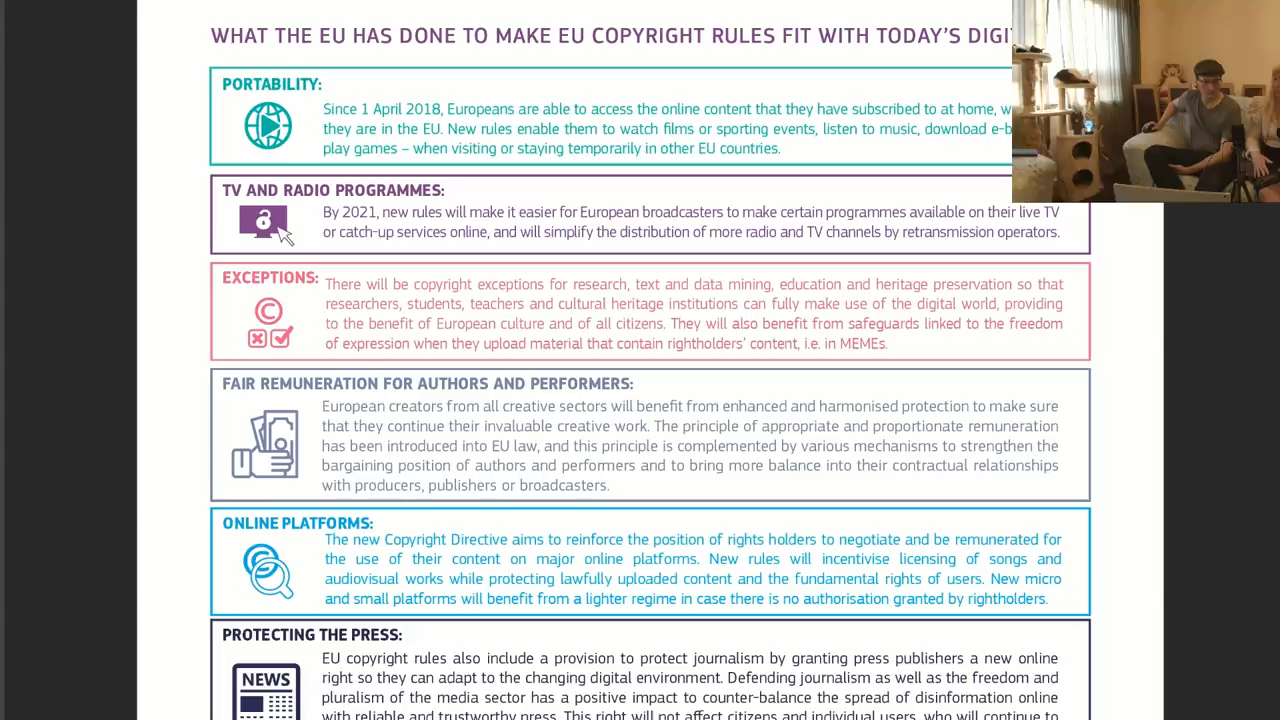 WHAT THE EU HAS DONE TO MAKE EU COPYRIGHT RULES FIT WITH TODAY'S
PORTABILITY:
Since 1 April 2018, Europeans are able to access the online content that they have subscribed to at home,
they are in the EU. New rules enable them to watch films or sporting events, listen to music, download
play games – when visiting or staying temporarily in other EU countries.
TV AND RADIO PROGRAMMES:
By 2021, new rules will make it easier for European broadcasters to make certain programmes available on their live TV
or catch-up services online, and will simplify the distribution of more radio and TV channels by retransmission operators.
EXCEPTIONS:
There will be copyright exceptions for research, text and data mining, education and heritage preservation so that
researchers, students, teachers and cultural heritage institutions can fully make use of the digital world, providing
to the benefit of European culture and of all citizens. They will also benefit from safeguards linked to the freedom
of expression when they upload material that contain rightholders' content, i.e. in MEMEs.
FAIR REMUNERATION FOR AUTHORS AND PERFORMERS:
European creators from all creative sectors will benefit from enhanced and harmonised protection to make sure
that they continue their invaluable creative work. The principle of appropriate and proportionate remuneration
has been introduced into EU law, and this principle is complemented by various mechanisms to strengthen the
bargaining position of authors and performers and to bring more balance into their contractual relationships
with producers, publishers or broadcasters.
ONLINE PLATFORMS:
The new Copyright Directive aims to reinforce the position of rights holders to negotiate and be remunerated for
the use of their content on major online platforms. New rules will incentivise licensing of songs and
audiovisual works while protecting lawfully uploaded content and the fundamental rights of users. New micro
and small platforms will benefit from a lighter regime in case there is no authorisation granted by rightholders.
PROTECTING THE PRESS:
NEWS
EU copyright rules also include a provision to protect journalism by granting press publishers a new online
right so they can adapt to the changing digital environment. Defending journalism as well as the freedom and
pluralism of the media sector has a positive impact to counter-balance the spread of disinformation online
with reliable and trustworthy press. This right will not affect citizens and individual users, who will continue to